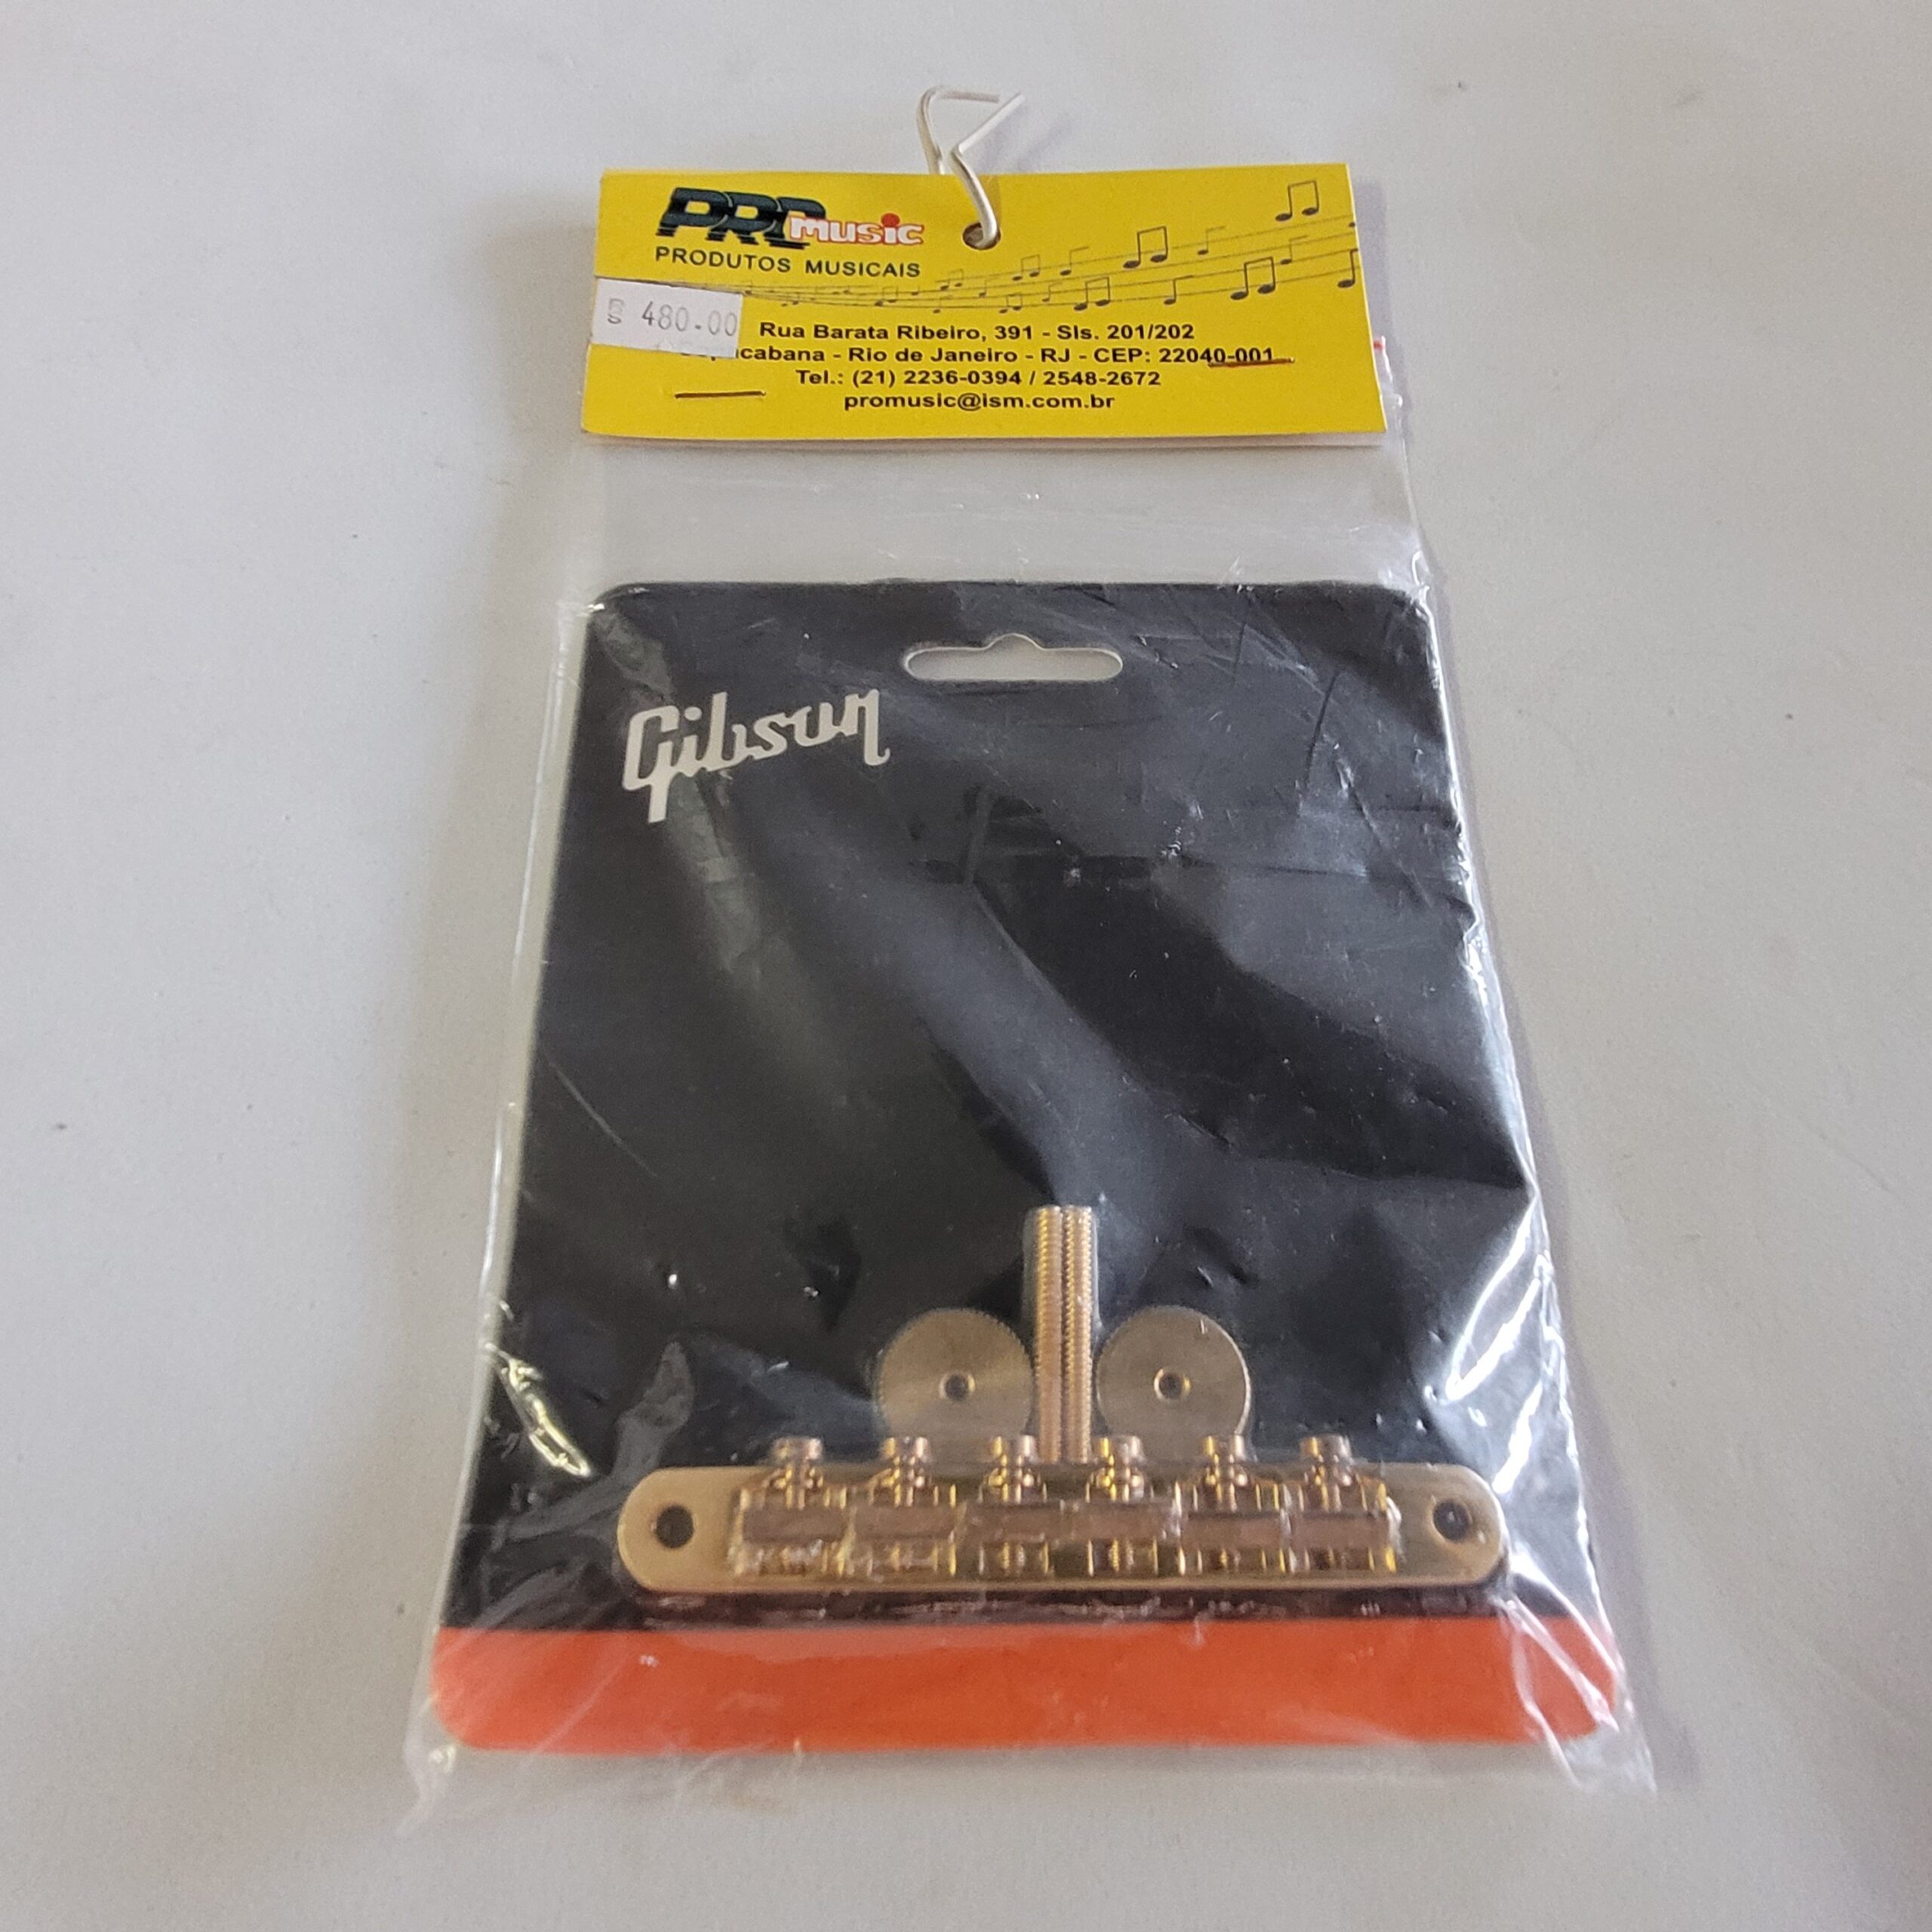 PRO music
PRODUTOS MUSICAIS
480.00
Rua Barata Ribeiro, 391 - Sls. 201/202
- Rio de Janeiro - RJ - CEP: 22040-001
Tel.: (21) 2236-0394 / 2548-2672
promusic@ism.com.br
Gibson